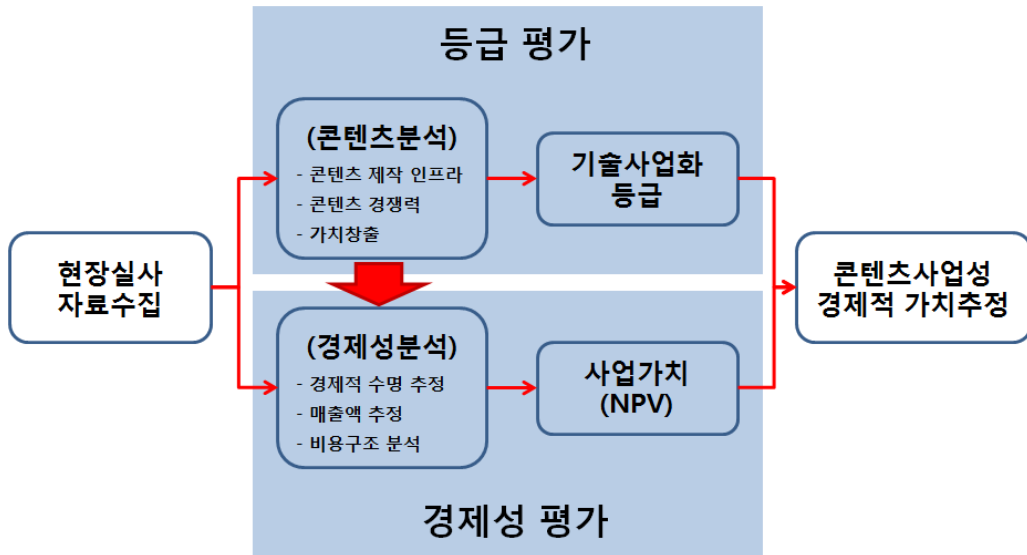 등급 평가
(콘텐츠분석)
- 콘텐츠 제작 인프라
- 콘텐츠 경쟁력
- 가치창출
기술사업화
등급
현장실사
자료수집
콘텐츠사업성
경제적 가치추정
(경제성분석)
- 경제적 수명 추정
- 매출액 추정
- 비용구조 분석
사업가치
(NPV)
경제성 평가